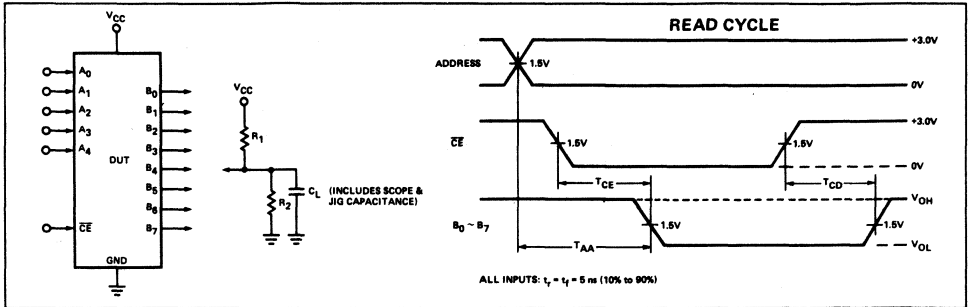 VCC
A0
A1
A2
A3
A4
DUT
CE
GND
B0
B1
B2
B3
B4
B5
B6
B7
VCC
R1
R2
CL (INCLUDES SCOPE &
JIG CAPACITANCE)
READ CYCLE
ADDRESS
1.5V
+3.0V
0V
CE
1.5V
1.5V
+3.0V
0V
TCE
TCD
B0 ~ B7
1.5V
1.5V
VOH
VOL
TAA
ALL INPUTS: tr = tf = 5 ns (10% to 90%)